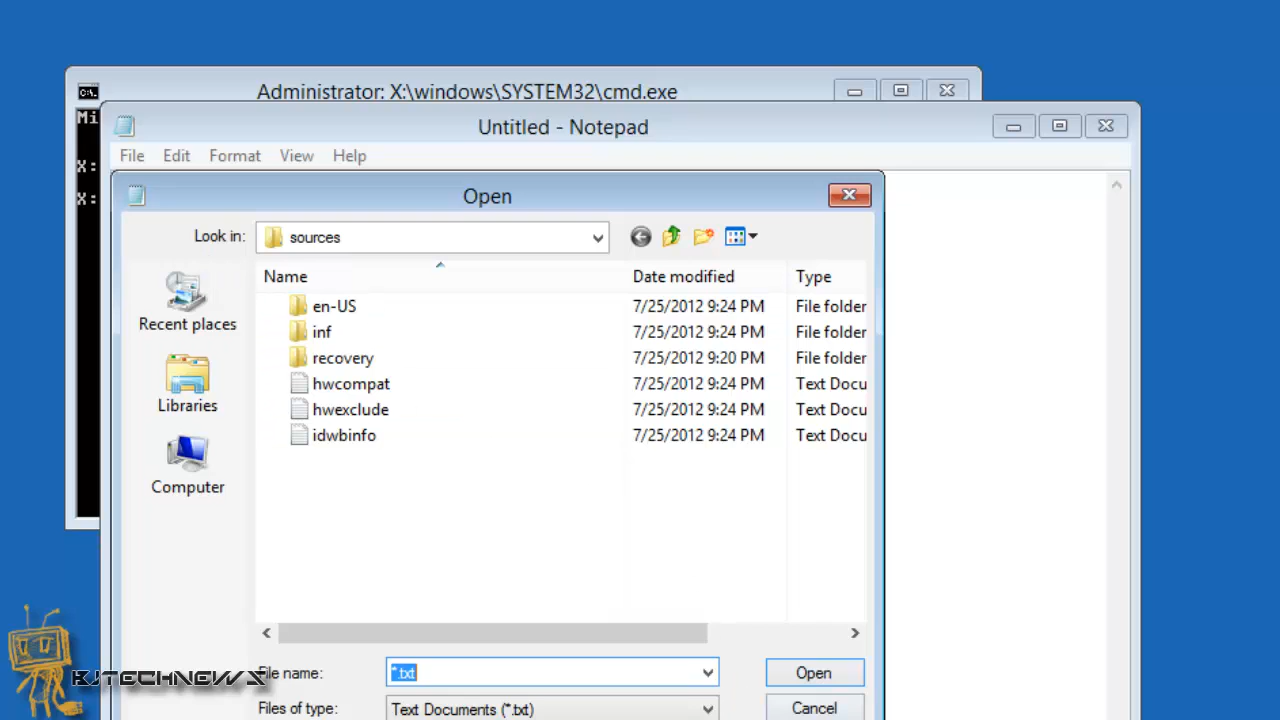 Administrator: X:\windows\SYSTEM32\cmd.exe
C:\.
Mi
Untitled - Notepad
File Edit Format View Help
X:
X:
Open
Look in: sources
Name Date modified Type
en-US 7/25/2012 9:24 PM File folder
inf 7/25/2012 9:24 PM File folder
recovery 7/25/2012 9:20 PM File folder
hwcompat 7/25/2012 9:24 PM Text Docu
hwexclude 7/25/2012 9:24 PM Text Docu
idwbinfo 7/25/2012 9:24 PM Text Docu
Recent places
Libraries
Computer
File name: *.txt Open
Files of type: Text Documents (*.txt) Cancel
BJTECHNEWS